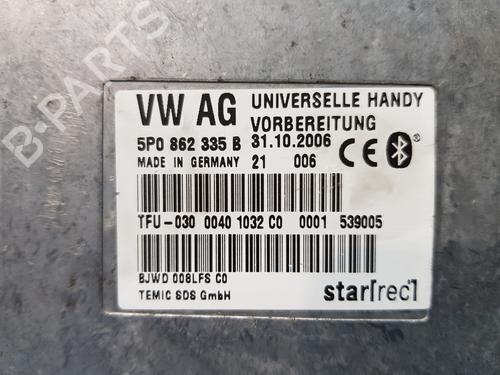 VW AG UNIVERSELLE HANDY
VORBEREITUNG
5P0 862 335 B 31.10.2006
MADE IN GERMANY 21 006 CE
TFU-030 0040 1032 C0 0001 539005
BJWD 008LFS C0
TEMIC SDS GmbH
star[rec]
B-PARTS